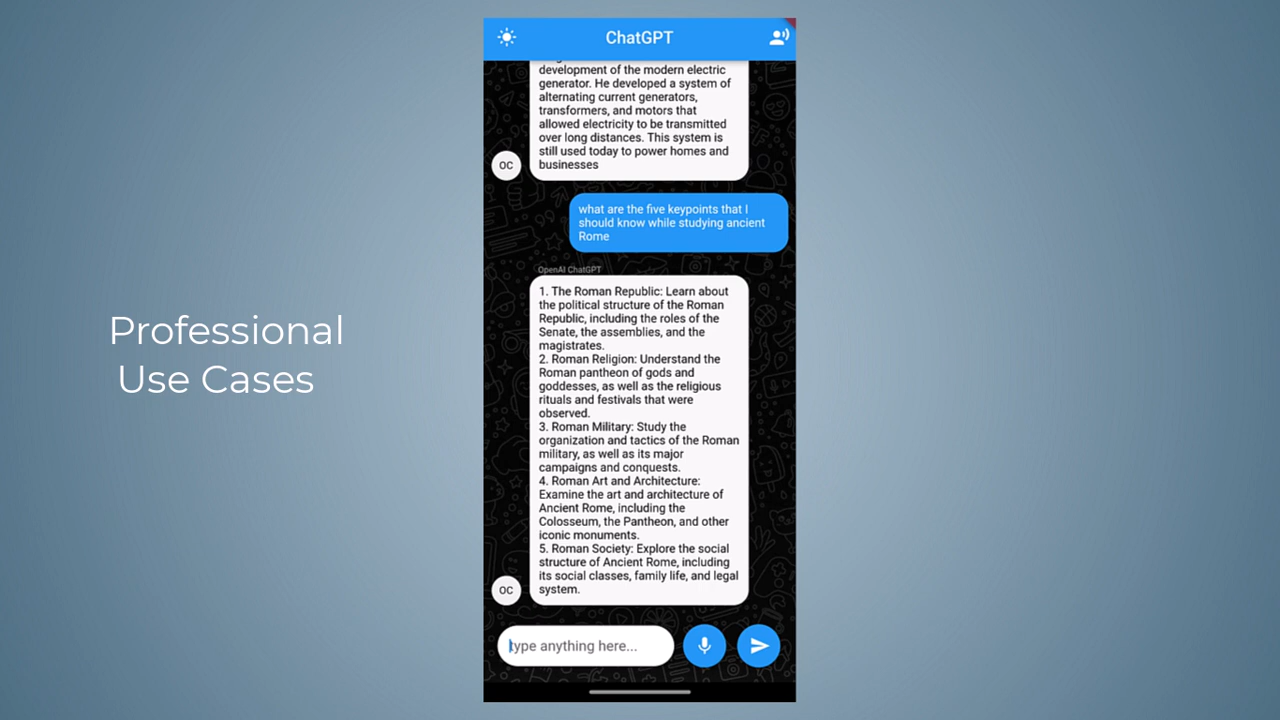 Professional
Use Cases
ChatGPT
development of the modern electric
generator. He developed a system of
alternating current generators,
transformers, and motors that
allowed electricity to be transmitted
over long distances. This system is
still used today to power homes and
businesses
OC
what are the five keypoints that I
should know while studying ancient
Rome
OpenAI ChatGPT
1. The Roman Republic: Learn about
the political structure of the Roman
Republic, including the roles of the
Senate, the assemblies, and the
magistrates.
2. Roman Religion: Understand the
Roman pantheon of gods and
goddesses, as well as the religious
rituals and festivals that were
observed.
3. Roman Military: Study the
organization and tactics of the Roman
military, as well as its major
campaigns and conquests.
4. Roman Art and Architecture:
Examine the art and architecture of
Ancient Rome, including the
Colosseum, the Pantheon, and other
iconic monuments.
5. Roman Society: Explore the social
structure of Ancient Rome, including
its social classes, family life, and legal
system.
OC
type anything here...